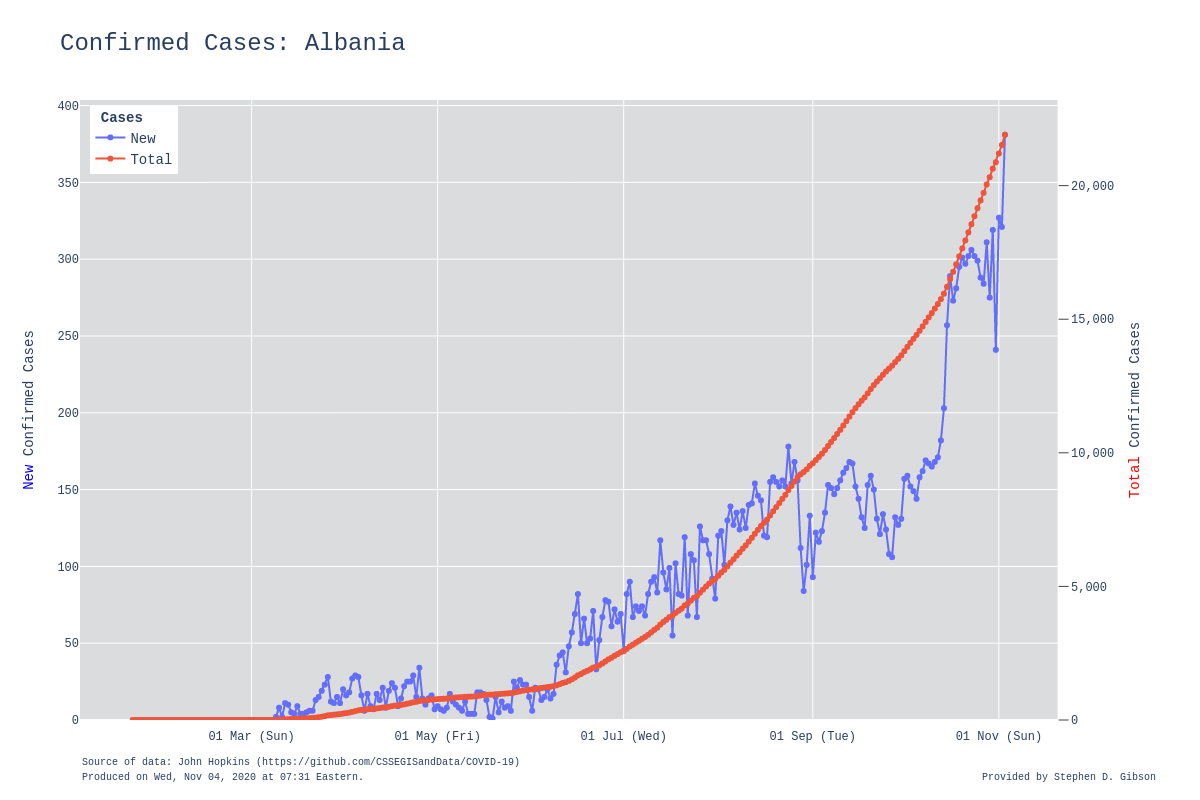 Confirmed Cases: Albania
Cases
New
Total
400
350
300
250
200
150
100
50
0
20,000
15,000
10,000
5,000
0
New Confirmed Cases
Total Confirmed Cases
01 Mar (Sun)
01 May (Fri)
01 Jul (Wed)
01 Sep (Tue)
01 Nov (Sun)
Source of data: John Hopkins (https://github.com/CSSEGISandData/COVID-19)
Produced on Wed, Nov 04, 2020 at 07:31 Eastern.
Provided by Stephen D. Gibson